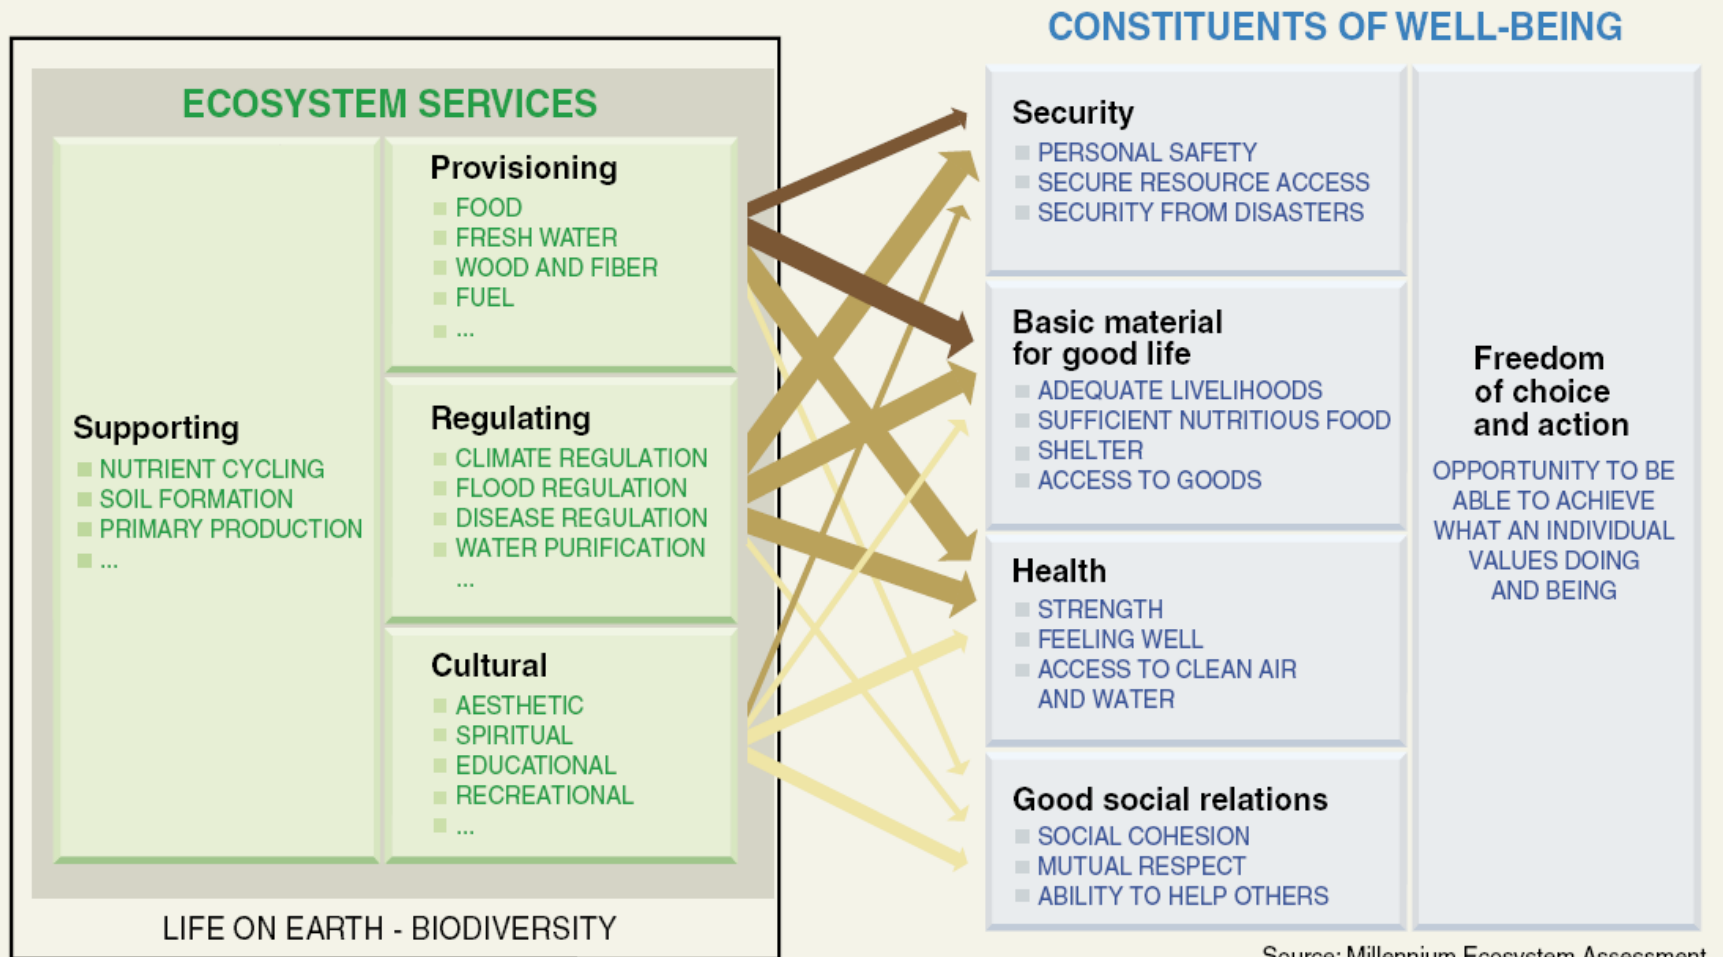 CONSTITUENTS OF WELL-BEING
ECOSYSTEM SERVICES
Supporting
NUTRIENT CYCLING
SOIL FORMATION
PRIMARY PRODUCTION
...
Provisioning
FOOD
FRESH WATER
WOOD AND FIBER
FUEL
...
Regulating
CLIMATE REGULATION
FLOOD REGULATION
DISEASE REGULATION
WATER PURIFICATION
...
Cultural
AESTHETIC
SPIRITUAL
EDUCATIONAL
RECREATIONAL
...
LIFE ON EARTH - BIODIVERSITY
Security
PERSONAL SAFETY
SECURE RESOURCE ACCESS
SECURITY FROM DISASTERS
Basic material
for good life
ADEQUATE LIVELIHOODS
SUFFICIENT NUTRITIOUS FOOD
SHELTER
ACCESS TO GOODS
Health
STRENGTH
FEELING WELL
ACCESS TO CLEAN AIR
AND WATER
Good social relations
SOCIAL COHESION
MUTUAL RESPECT
ABILITY TO HELP OTHERS
Freedom
of choice
and action
OPPORTUNITY TO BE
ABLE TO ACHIEVE
WHAT AN INDIVIDUAL
VALUES DOING
AND BEING
Source: Millennium Ecosystem Assessment